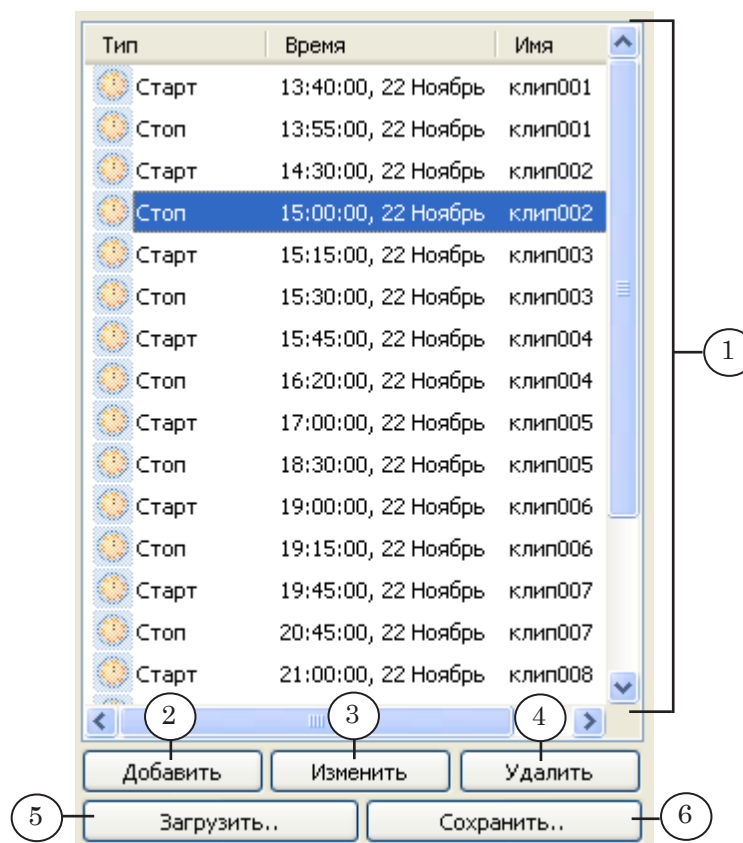 Тип Время Имя
Старт 13:40:00, 22 Ноябрь клип001
Стоп 13:55:00, 22 Ноябрь клип001
Старт 14:30:00, 22 Ноябрь клип002
Стоп 15:00:00, 22 Ноябрь клип002
Старт 15:15:00, 22 Ноябрь клип003
Стоп 15:30:00, 22 Ноябрь клип003
Старт 15:45:00, 22 Ноябрь клип004
Стоп 16:20:00, 22 Ноябрь клип004
Старт 17:00:00, 22 Ноябрь клип005
Стоп 18:30:00, 22 Ноябрь клип005
Старт 19:00:00, 22 Ноябрь клип006
Стоп 19:15:00, 22 Ноябрь клип006
Старт 19:45:00, 22 Ноябрь клип007
Стоп 20:45:00, 22 Ноябрь клип007
Старт 21:00:00, 22 Ноябрь клип008
1
2 3 4
Добавить Изменить Удалить
5 Загрузить.. Сохранить.. 6